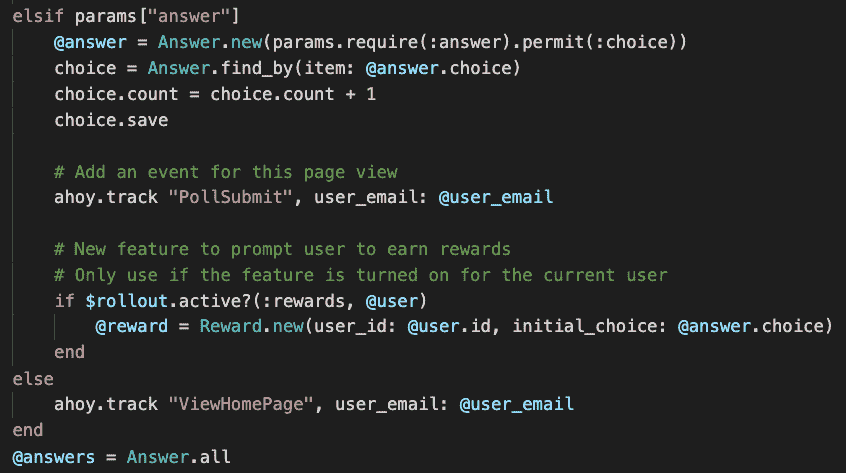 elsif params["answer"]
    @answer = Answer.new(params.require(:answer).permit(:choice))
    choice = Answer.find_by(item: @answer.choice)
    choice.count = choice.count + 1
    choice.save

    # Add an event for this page view
    ahoy.track "PollSubmit", user_email: @user_email

    # New feature to prompt user to earn rewards
    # Only use if the feature is turned on for the current user
    if $rollout.active?(:rewards, @user)
        @reward = Reward.new(user_id: @user.id, initial_choice: @answer.choice)
    end
else
    ahoy.track "ViewHomePage", user_email: @user_email
end
@answers = Answer.all